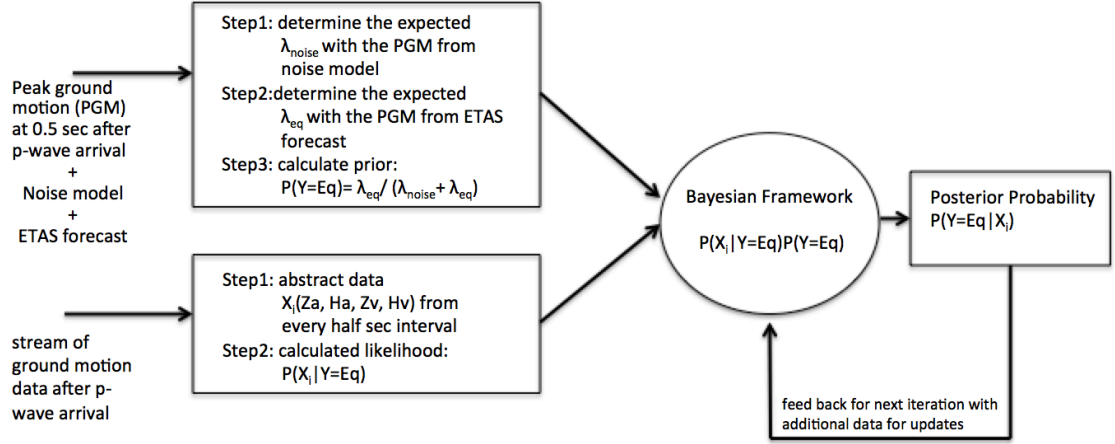 Peak ground
motion (PGM)
at 0.5 sec after
p-wave arrival
+
Noise model
+
ETAS forecast
Step1: determine the expected
λnoise with the PGM from
noise model
Step2:determine the expected
λeq with the PGM from ETAS
forecast
Step3: calculate prior:
P(Y=Eq)= λeq/ (λnoise+ λeq)
stream of
ground motion
data after p-
wave arrival
Step1: abstract data
Xi(Za, Ha, Zv, Hv) from
every half sec interval
Step2: calculated likelihood:
P(Xi|Y=Eq)
Bayesian Framework
P(Xi|Y=Eq)P(Y=Eq)
Posterior Probability
P(Y=Eq|Xi)
feed back for next iteration with
additional data for updates